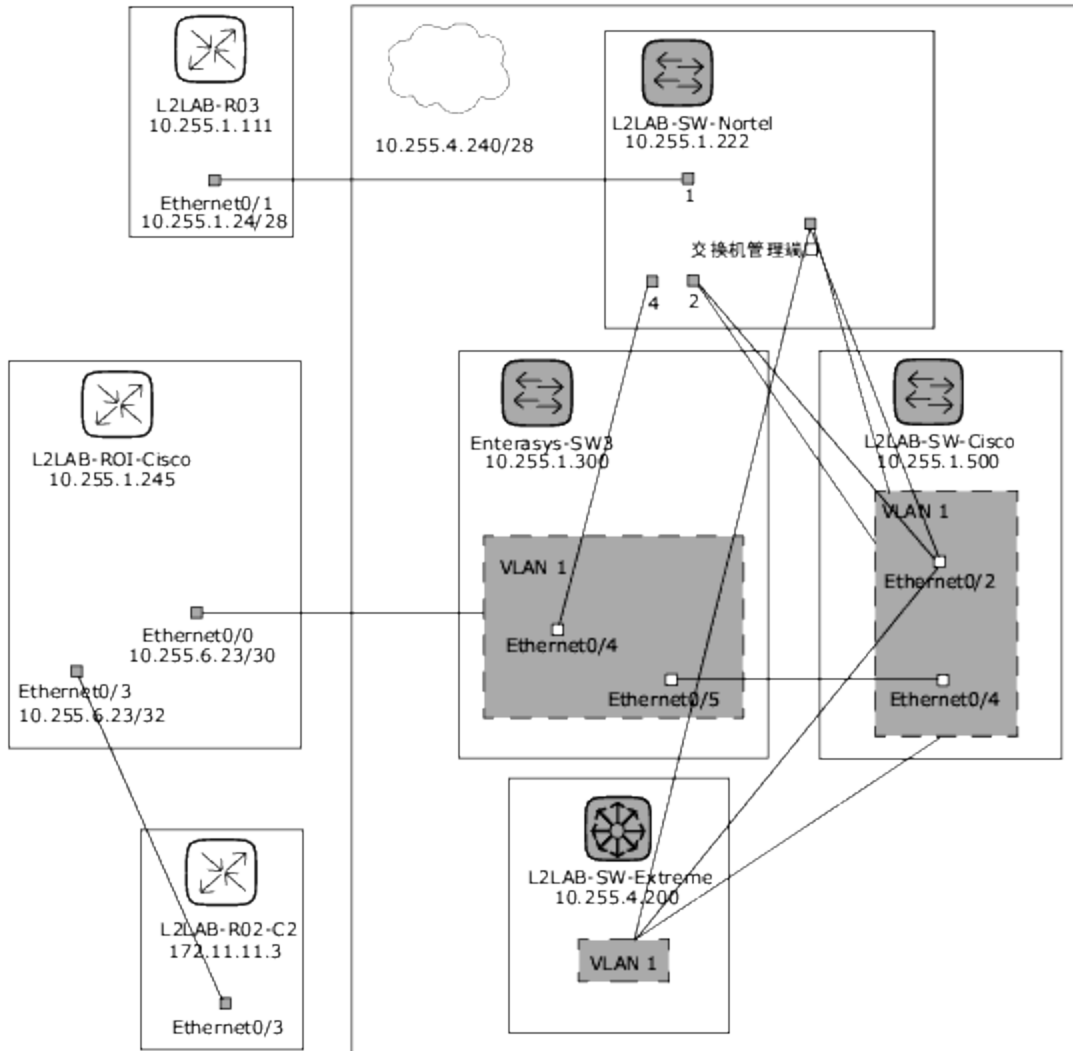 L2LAB-R03
10.255.1.111
Ethernet0/1
10.255.1.24/28
10.255.4.240/28
L2LAB-SW-Nortel
10.255.1.222
1
交换机管理端
4
2
L2LAB-ROI-Cisco
10.255.1.245
Ethernet0/0
10.255.6.23/30
Ethernet0/3
10.255.6.23/32
Enterasys-SW3
10.255.1.300
VLAN 1
Ethernet0/4
Ethernet0/5
L2LAB-SW-Cisco
10.255.1.500
VLAN 1
Ethernet0/2
Ethernet0/4
L2LAB-R02-C2
172.11.11.3
Ethernet0/3
L2LAB-SW-Extreme
10.255.4.200
VLAN 1